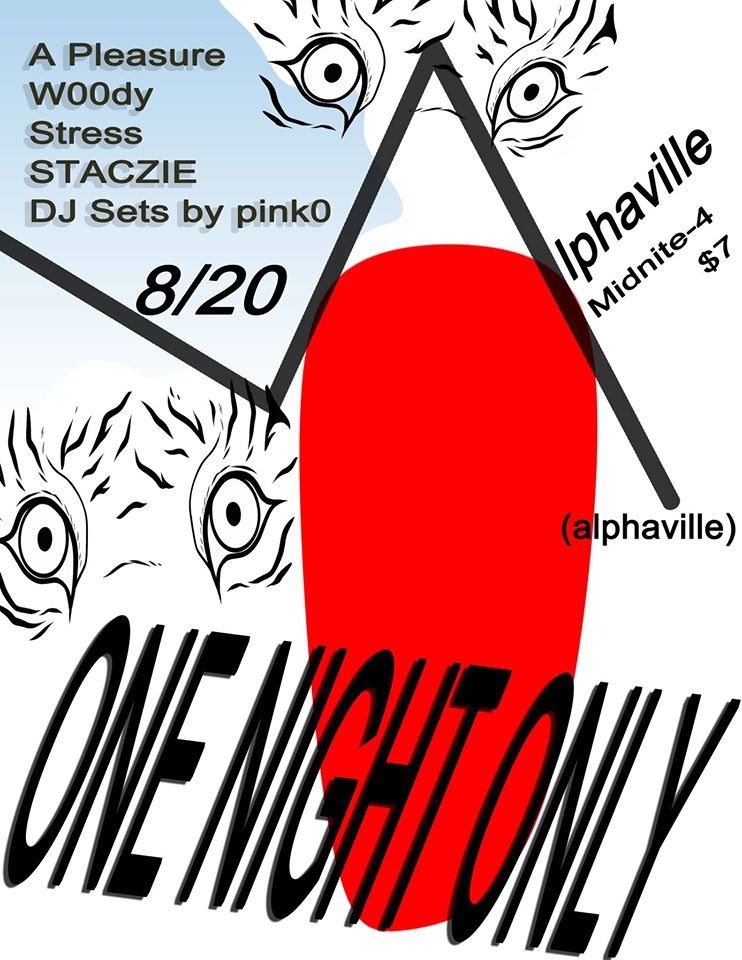 A Pleasure
W00dy
Stress
STACZIE
DJ Sets by pink0
8/20
lphaville
Midnite-4
$7
(alphaville)
ONE NIGHT ONLY